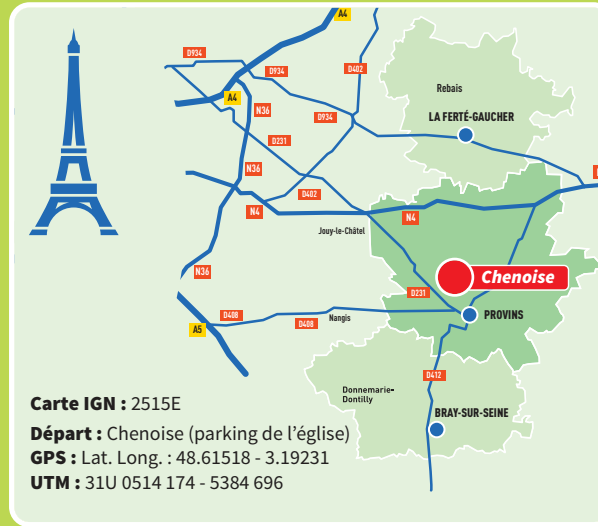 A4
D934
D934
D402
A4
N36
Rebais
D934
LA FERTÉ-GAUCHER
D231
N36
D402
N4
N4
Jouy-le-Châtel
N36
Chenoise
D231
D408
D408
Nangis
PROVINS
A5
D412
Donnemarie-
Dontilly
BRAY-SUR-SEINE
Carte IGN : 2515E
Départ : Chenoise (parking de l’église)
GPS : Lat. Long. : 48.61518 - 3.19231
UTM : 31U 0514 174 - 5384 696